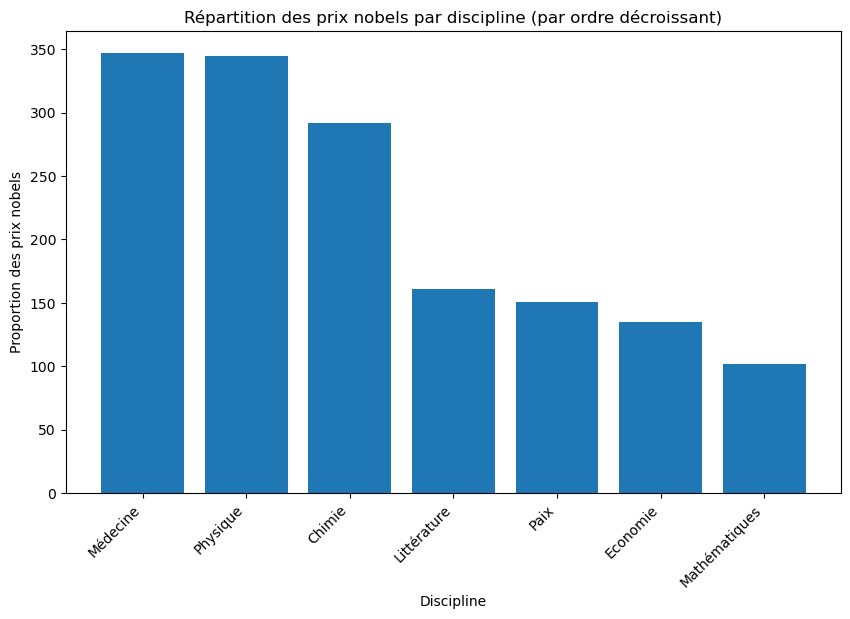 Répartition des prix nobels par discipline (par ordre décroissant)
Proportion des prix nobels
350
300
250
200
150
100
50
0
Médecine
Physique
Chimie
Littérature
Paix
Economie
Mathématiques
Discipline